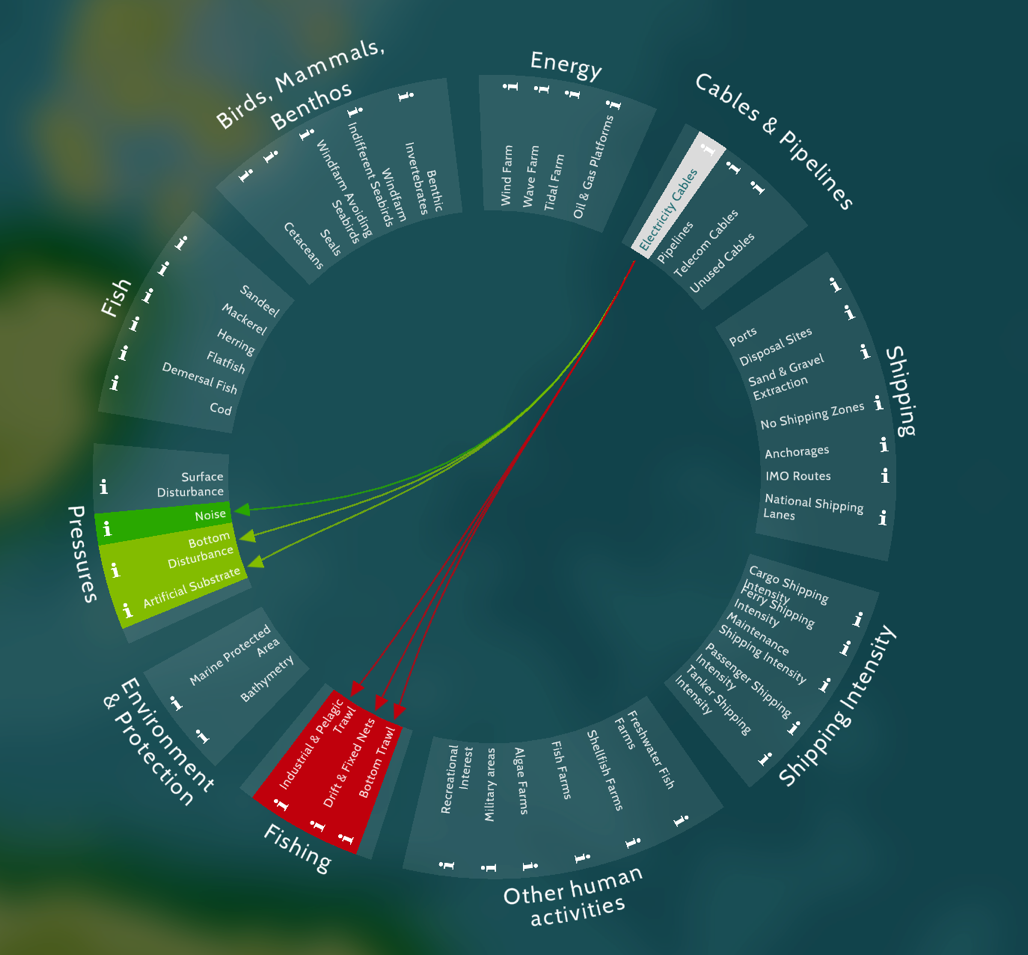 Energy
Wind Farm
Wave Farm
Tidal Farm
Oil & Gas Platforms
Cables & Pipelines
Electricity Cables
Pipelines
Telecom Cables
Unused Cables
Shipping
Ports
Disposal Sites
Sand & Gravel
Extraction
No Shipping Zones
Anchorages
IMO Routes
National Shipping
Lanes
Shipping Intensity
Cargo Shipping
Intensity
Ferry Shipping
Intensity
Maintenance
Shipping Intensity
Passenger Shipping
Intensity
Tanker Shipping
Intensity
Other human
activities
Freshwater Fish
Farms
Shellfish Farms
Fish Farms
Algae Farms
Military areas
Recreational
Interest
Fishing
Bottom Trawl
Drift & Fixed Nets
Industrial & Pelagic
Trawl
Environment
& Protection
Bathymetry
Marine Protected
Area
Pressures
Artificial Substrate
Bottom
Disturbance
Noise
Surface
Disturbance
Fish
Cod
Demersal Fish
Flatfish
Herring
Mackerel
Sandeel
Birds, Mammals,
Benthos
Cetaceans
Seals
Windfarm Avoiding
Seabirds
Windfarm
Indifferent Seabirds
Benthic
Invertebrates